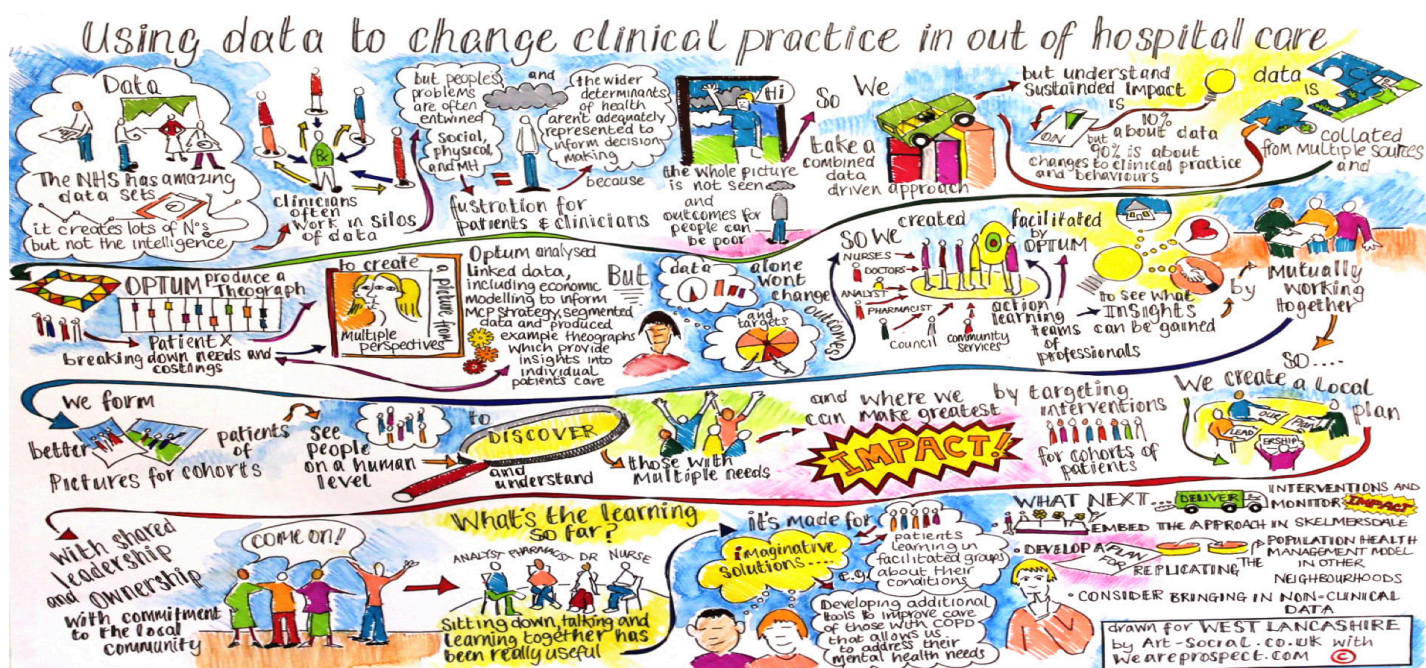 Using data to change clinical practice in out of hospital care
Data
The NHS has amazing
data sets
it creates lots of N°s
but not the intelligence
Rx
clinicians
often
work in silos
of data
but peoples
problems
are often
entwined
Social,
physical,
and MH
and
=
the wider
determinants
of health
arent adequately
represented to
inform decision
making
fustration for
patients & clinicians
because
Hi
the whole picture
is not seen
and
outcomes for
people can
be poor
So We
take a
combined
data
driven approach
but understand
Sustainded impact
is
ON
10%
about data
but
90% is about
changes to clinical practice
and behaviours
data
is
collated
from multiple sources
and
OPTUM produce a
Theograph
Patient X
breaking down needs and
costings
to create
a picture from
Multiple perspectives
Optum analysed
linked data,
including economic
modelling to inform
MCP strategy, segmented
data and produced
example theographs
which provide
insights into
individual
patients care
But
data
alone
wont
change
outcomes
and
targets
So We
created
NURSES
DOCTORS
ANALYST
PHARMACIST
Council
community
services
facilitated
by
OPTUM
action
learning
teams
of
professionals
to see what
Insights
can be gained
by
Mutually
working
together
so....
we form
better
Pictures for cohorts
of
patients
see
people
on a human
level
to
DISCOVER
and
understand
those with
Multiple needs
and where we
can make greatest
IMPACT!
by targeting
interventions
for cohorts of
patients
We create a local
plan
OUR
PLAN
LEAD
ERSHIP
with shared
leadership
and ownership
with commitment
to the local
community
COME ON!
What's the learning
so far?
ANALYST PHARMACIST DR NURSE
Sitting down, talking and
learning together has
been really useful
it's made for
imaginative
solutions....
e.g.
patients
learning in
facilitated groups
about their
conditions
Developing additional
tools to improve care
of those with COPD
that allows us
to address their
mental health needs
WHAT NEXT...
DELIVER
INTERVENTIONS AND
MONITOR IMPACT
EMBED THE APPROACH IN SKELMERSDALE
• DEVELOP A PLAN
FOR
REPLICATING THE
POPULATION HEALTH
MANAGEMENT MODEL
IN OTHER
NEIGHBOURHOODS
• CONSIDER BRINGING IN NON-CLINICAL
DATA
drawn for WEST LANCASHIRE
by Art-Social.co.uk with
Weareprospect.com ©